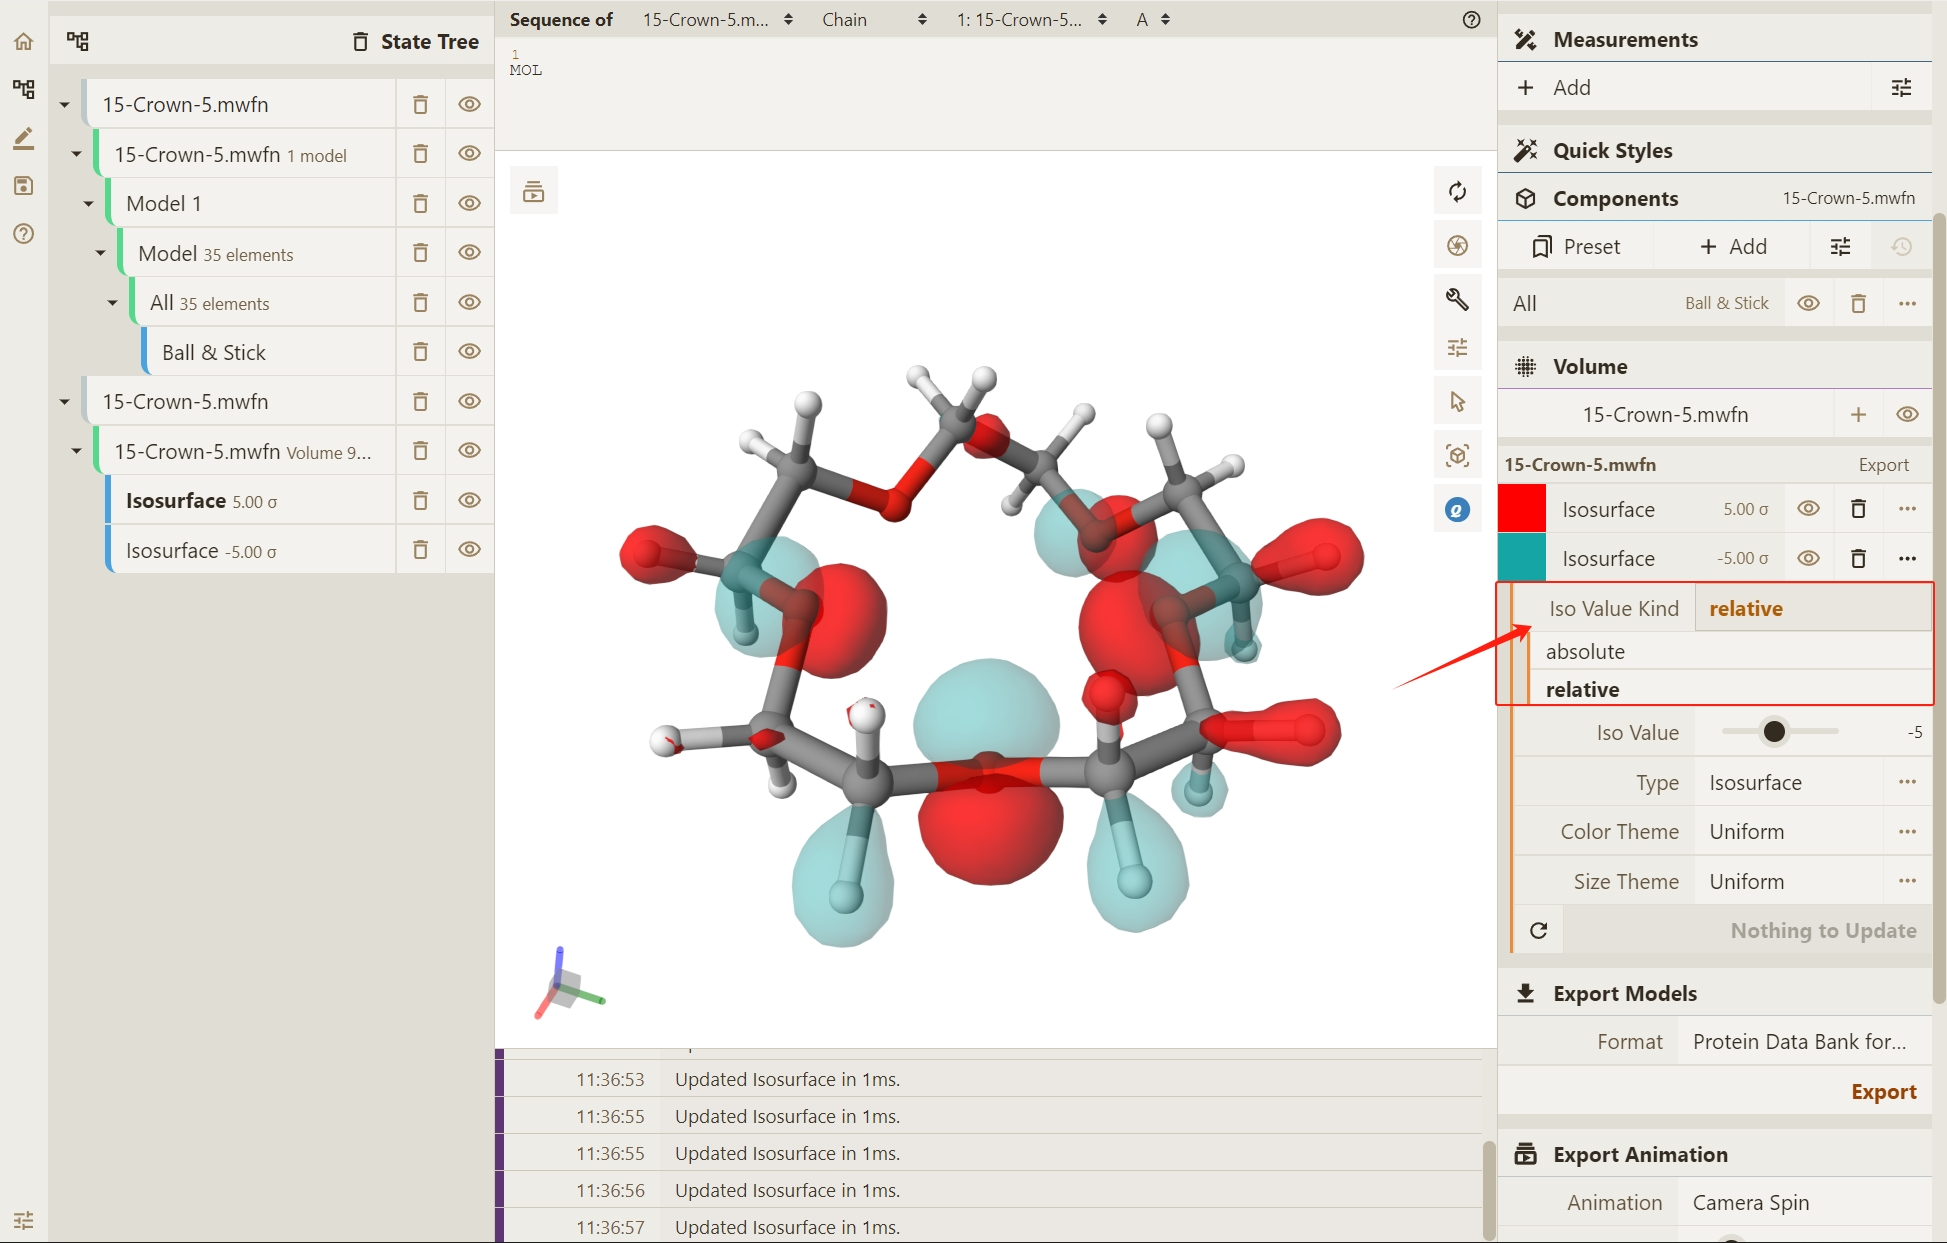 State Tree
15-Crown-5.mwfn
15-Crown-5.mwfn 1 model
Model 1
Model 35 elements
All 35 elements
Ball & Stick
15-Crown-5.mwfn
15-Crown-5.mwfn Volume 9...
Isosurface 5.00 σ
Isosurface -5.00 σ
Sequence of 15-Crown-5.m... Chain 1: 15-Crown-5... A
1
MOL
11:36:53 Updated Isosurface in 1ms.
11:36:55 Updated Isosurface in 1ms.
11:36:55 Updated Isosurface in 1ms.
11:36:56 Updated Isosurface in 1ms.
11:36:57 Updated Isosurface in 1ms.
Measurements
Add
Quick Styles
Components 15-Crown-5.mwfn
Preset Add
All Ball & Stick
Volume
15-Crown-5.mwfn
15-Crown-5.mwfn Export
Isosurface 5.00 σ
Isosurface -5.00 σ
Iso Value Kind relative
absolute
relative
Iso Value -5
Type Isosurface
Color Theme Uniform
Size Theme Uniform
Nothing to Update
Export Models
Format Protein Data Bank for...
Export
Export Animation
Animation Camera Spin